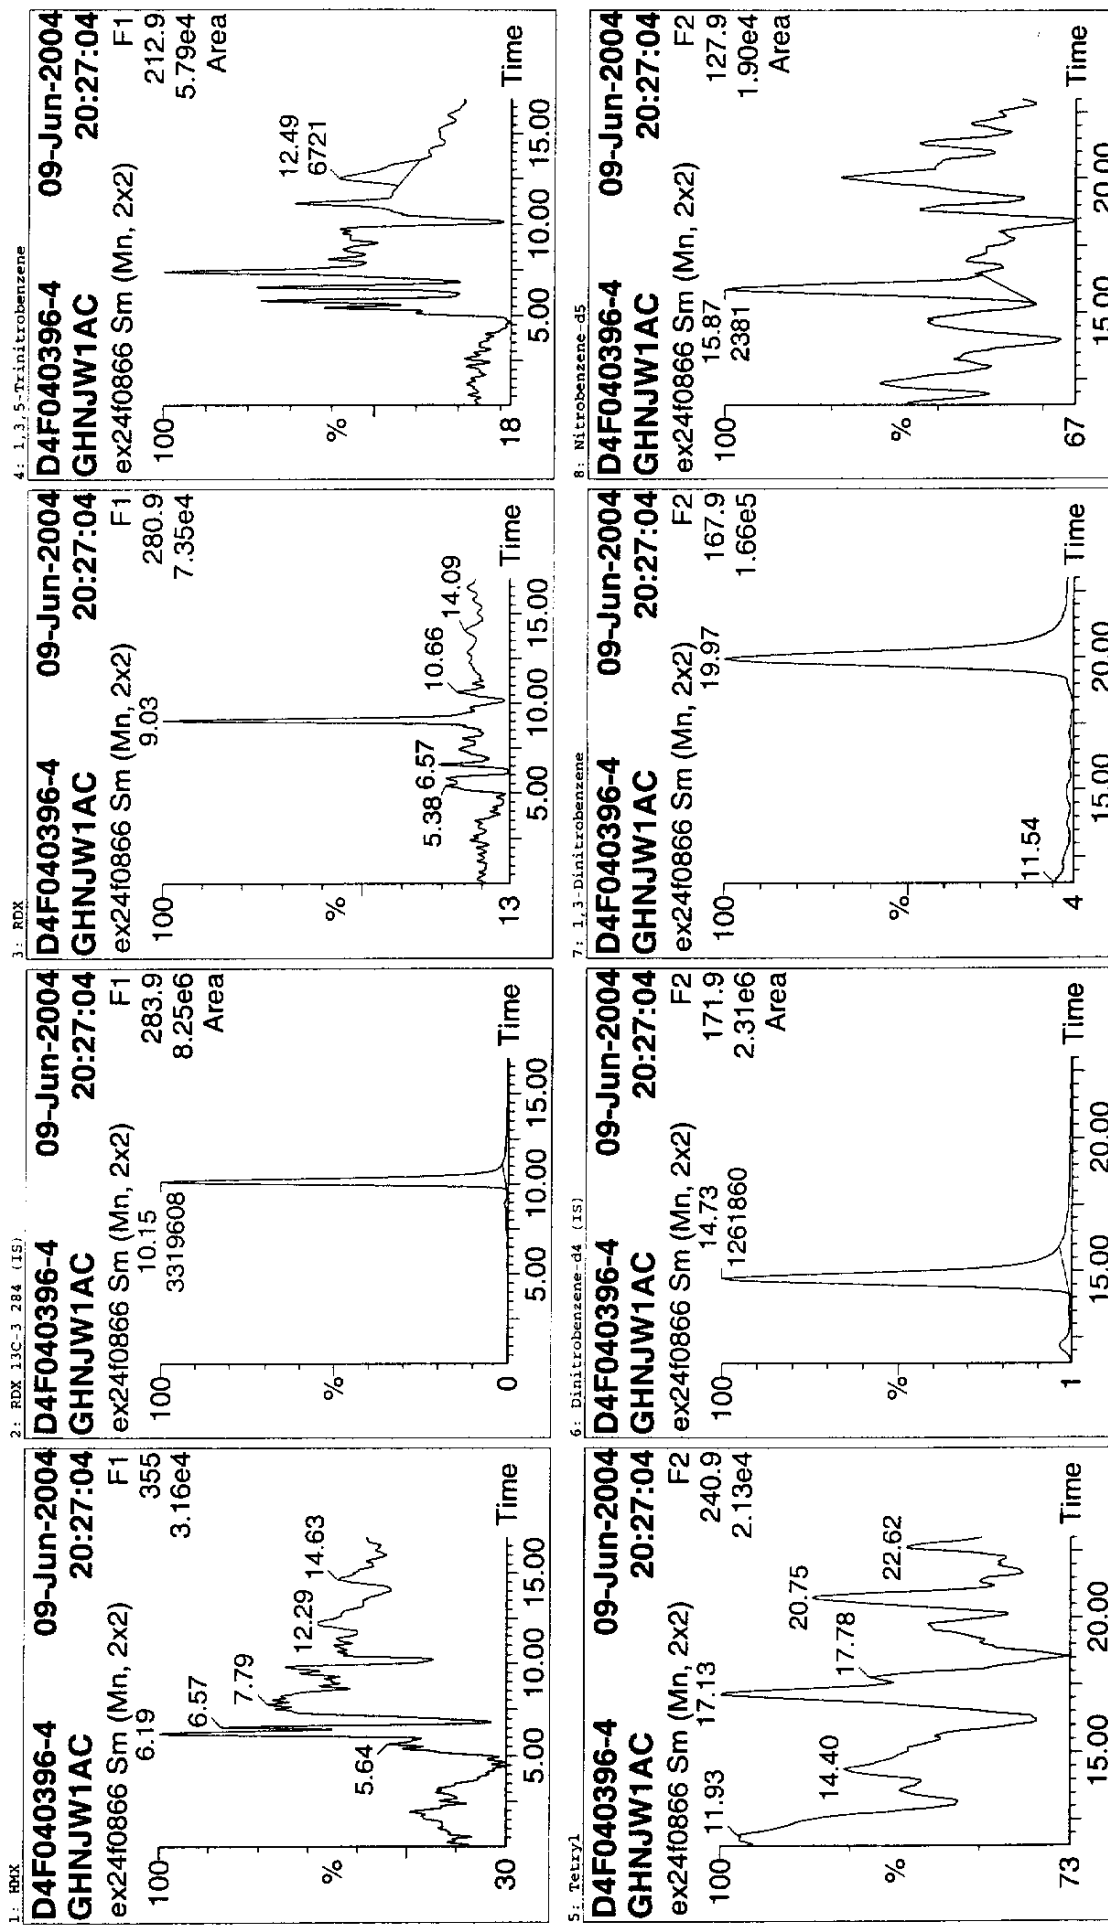 1: HMX
D4F040396-4 09-Jun-2004
GHNJW1AC 20:27:04
ex24f0866 Sm (Mn, 2x2) F1
6.19 355
3.16e4
6.57
7.79
12.29
14.63
5.64
100
%
30
5.00 10.00 15.00
Time
2: RDX 13C-3 284 (IS)
D4F040396-4 09-Jun-2004
GHNJW1AC 20:27:04
ex24f0866 Sm (Mn, 2x2) F1
10.15 283.9
3319608 8.25e6
Area
100
%
0
5.00 10.00 15.00
Time
3: RDX
D4F040396-4 09-Jun-2004
GHNJW1AC 20:27:04
ex24f0866 Sm (Mn, 2x2) F1
9.03 280.9
7.35e4
5.38 6.57
10.66
14.09
100
%
13
5.00 10.00 15.00
Time
4: 1,3,5-Trinitrobenzene
D4F040396-4 09-Jun-2004
GHNJW1AC 20:27:04
ex24f0866 Sm (Mn, 2x2) F1
212.9
5.79e4
Area
12.49
6721
100
%
18
5.00 10.00 15.00
Time
5: Tetryl
D4F040396-4 09-Jun-2004
GHNJW1AC 20:27:04
ex24f0866 Sm (Mn, 2x2) F2
11.93 17.13 240.9
2.13e4
20.75
14.40
17.78
22.62
100
%
73
15.00 20.00
Time
6: Dinitrobenzene-d4 (IS)
D4F040396-4 09-Jun-2004
GHNJW1AC 20:27:04
ex24f0866 Sm (Mn, 2x2) F2
14.73 171.9
1261860 2.31e6
Area
100
%
1
15.00 20.00
Time
7: 1,3-Dinitrobenzene
D4F040396-4 09-Jun-2004
GHNJW1AC 20:27:04
ex24f0866 Sm (Mn, 2x2) F2
19.97 167.9
1.66e5
11.54
100
%
4
15.00 20.00
Time
8: Nitrobenzene-d5
D4F040396-4 09-Jun-2004
GHNJW1AC 20:27:04
ex24f0866 Sm (Mn, 2x2) F2
15.87 127.9
2381 1.90e4
Area
100
%
67
15.00 20.00
Time